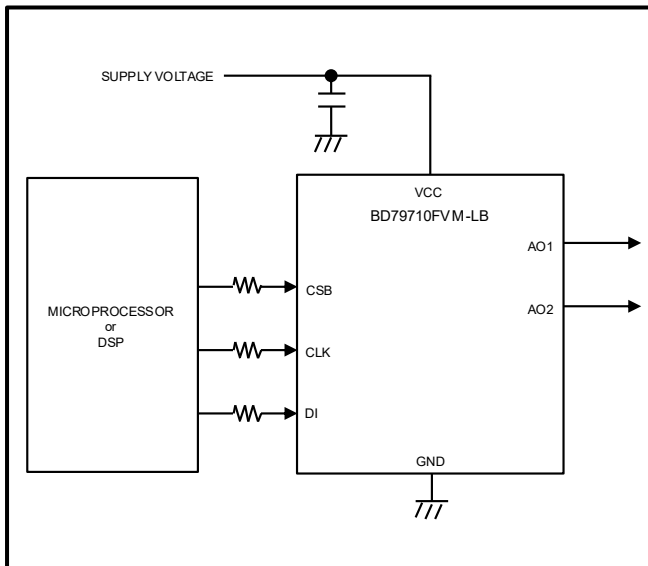 SUPPLY VOLTAGE
VCC
BD79710FVM-LB
AO1
CSB
MICROPROCESSOR
or
DSP
AO2
CLK
DI
GND